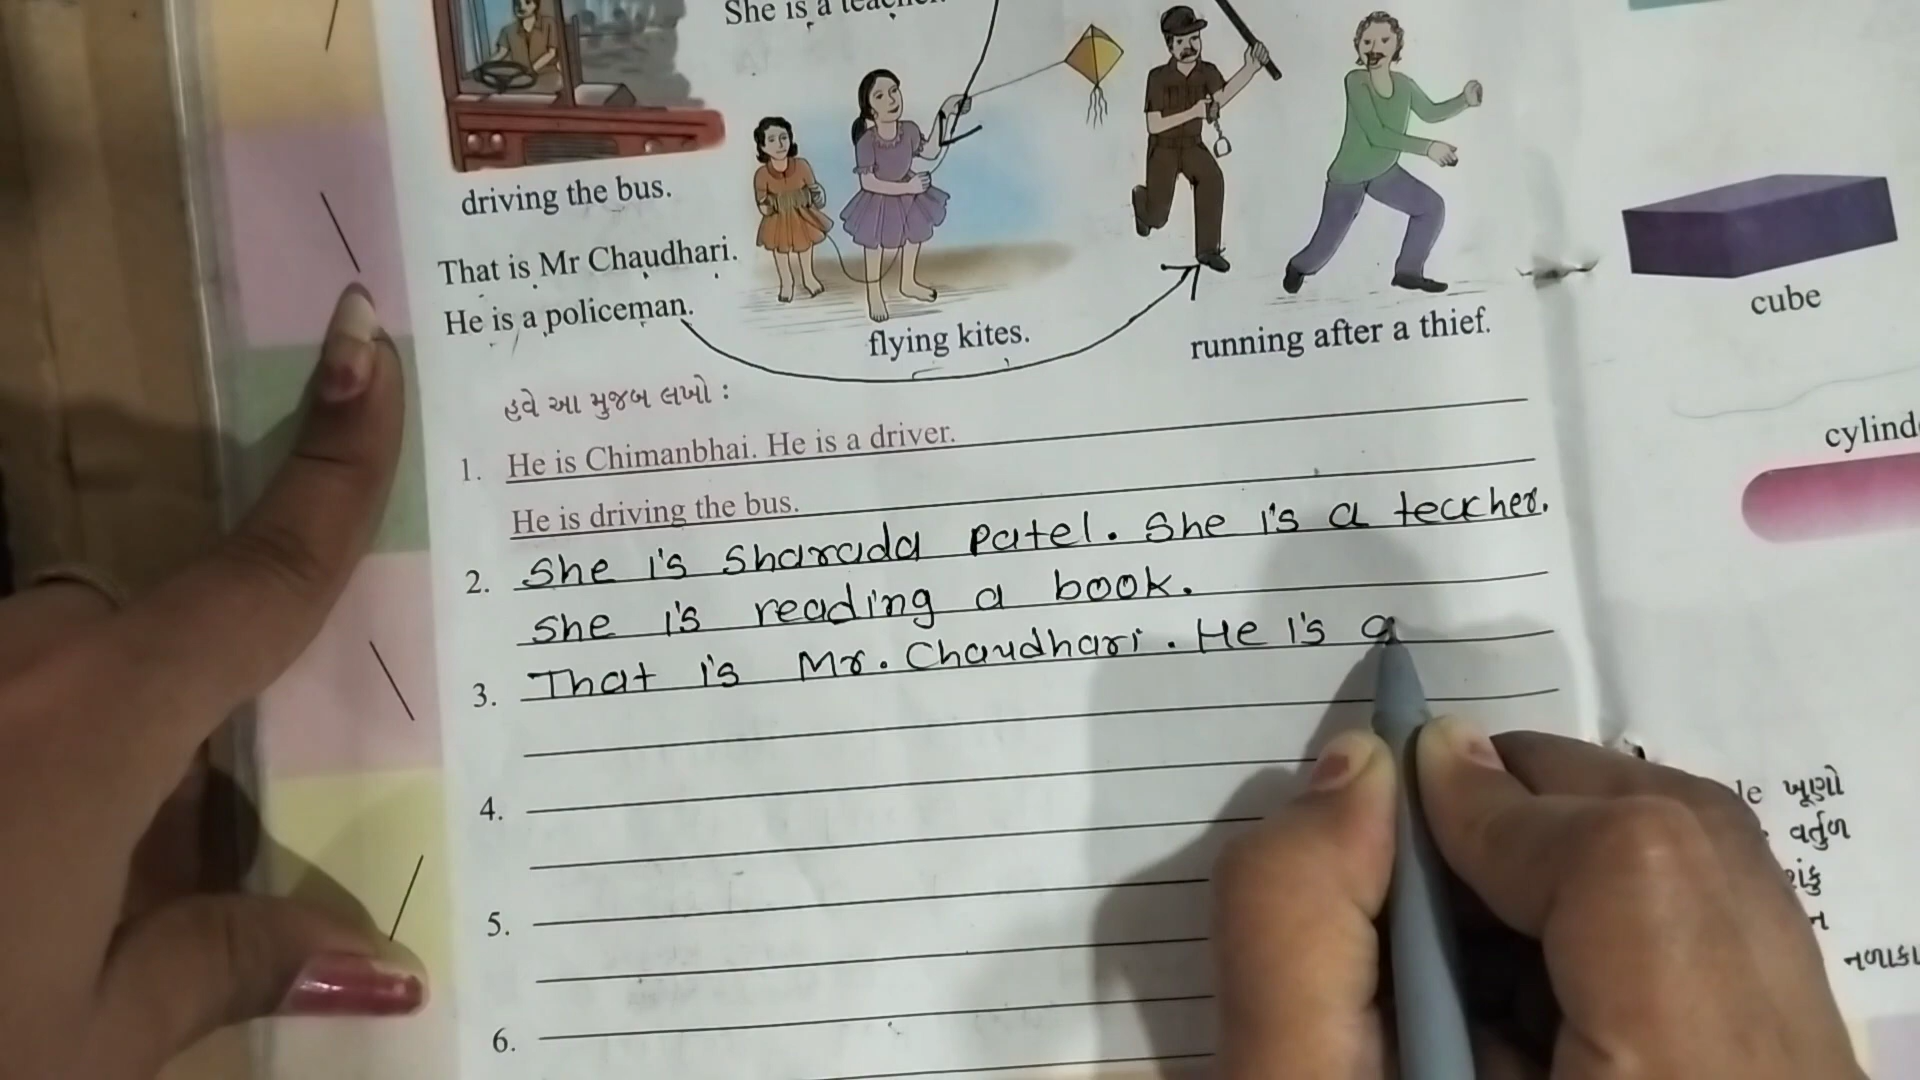 She is a teacher.
driving the bus.
That is Mr Chaudhari.
He is a policeman.
flying kites.
running after a thief.
cube
હવે આ મુજબ લખો :
1. He is Chimanbhai. He is a driver.
He is driving the bus.
2. She is Sharada Patel. She is a teacher.
She is reading a book.
3. That is Mr. Chaudhari. He is a
4.
5.
6.
ખૂણો
વર્તુળ